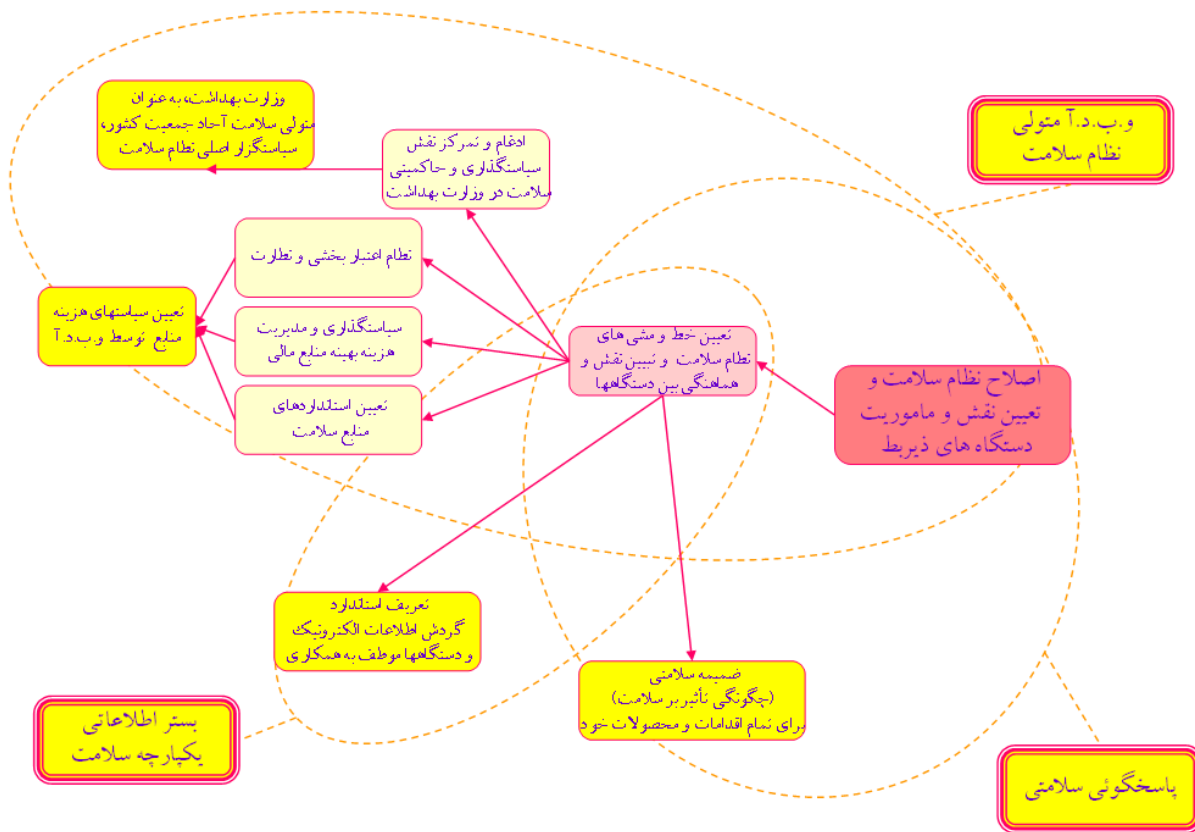 و.ب.د.آ متولی
نظام سلامت
وزارت بهداشت، به عنوان
متولی سلامت آحاد جمعیت کشور،
سیاستگزار اصلی نظام سلامت
ادغام و تمرکز نقش
سیاستگذاری و حاکمیتی
سلامت در وزارت بهداشت
نظام اعتبار بخشی و نظارت
تعیین سیاستهای هزینه
منابع توسط و.ب.د.آ
سیاستگذاری و مدیریت
هزینه بهینه منابع مالی
تعیین استانداردهای
منابع سلامت
تعیین خط و مشی های
نظام سلامت و تبیین نقش و
هماهنگی بین دستگاهها
اصلاح نظام سلامت و
تعیین نقش و ماموریت
دستگاه های ذیربط
تعریف استاندارد
گردش اطلاعات الکترونیک
و دستگاهها موظف به همکاری
ضمیمه سلامتی
(چگونگی تأثیر بر سلامت)
برای تمام اقدامات و محصولات خود
بستر اطلاعاتی
یکپارچه سلامت
پاسخگوئی سلامتی